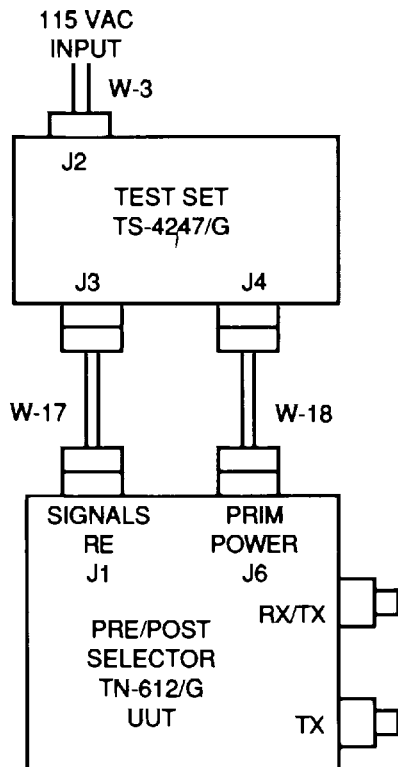 115 VAC
INPUT
W-3
J2
TEST SET
TS-4247/G
J3 J4
W-17 W-18
SIGNALS PRIM
RE POWER
J1 J6
RX/TX
PRE/POST
SELECTOR
TN-612/G
UUT
TX